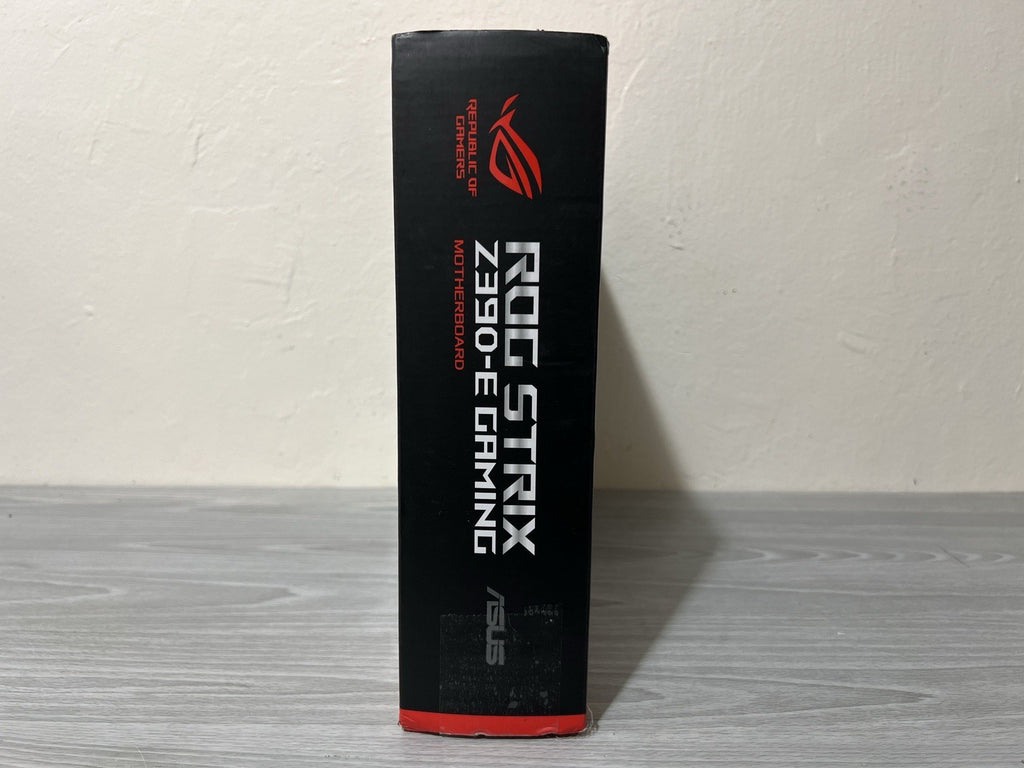 REPUBLIC OF
GAMERS
ROG STRIX
Z390-E GAMING
MOTHERBOARD
ASUS